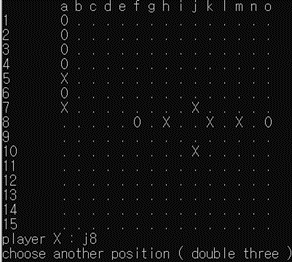 a b c d e f g h i j k l m n o
1 O . . . . . . . . . . . . . .
2 O . . . . . . . . . . . . . .
3 O . . . . . . . . . . . . . .
4 O . . . . . . . . . . . . . .
5 X . . . . . . . . . . . . . .
6 O . . . . . . . . . . . . . .
7 X . . . . . . . . X . . . . .
8 . . . . . O . X . . X . X . O
9 . . . . . . . . . . . . . . .
10 . . . . . . . . . X . . . . .
11 . . . . . . . . . . . . . . .
12 . . . . . . . . . . . . . . .
13 . . . . . . . . . . . . . . .
14 . . . . . . . . . . . . . . .
15 . . . . . . . . . . . . . . .
player X : j8
choose another position ( double three )